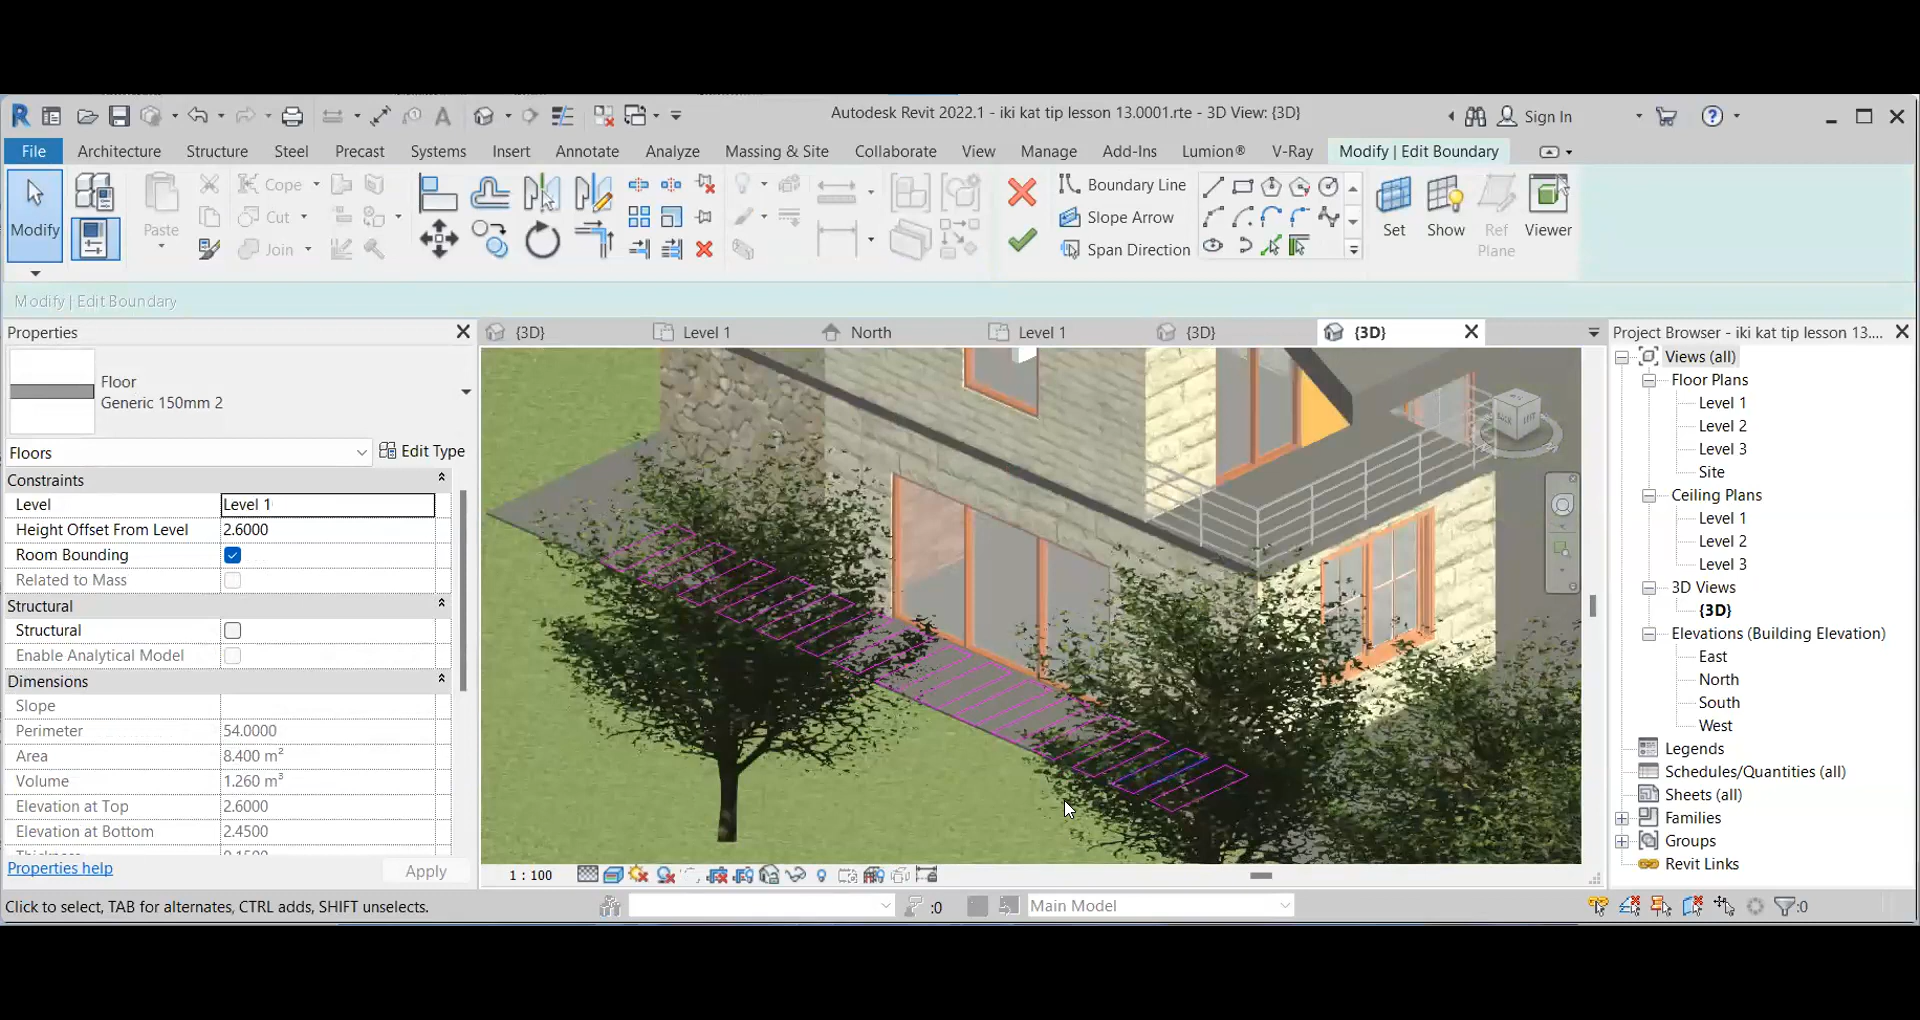 Autodesk Revit 2022.1 - iki kat tip lesson 13.0001.rte - 3D View: {3D}
Sign In
File Architecture Structure Steel Precast Systems Insert Annotate Analyze Massing & Site Collaborate View Manage Add-Ins Lumion® V-Ray Modify | Edit Boundary
Modify
Paste
Cope
Cut
Join
Boundary Line
Slope Arrow
Span Direction
Set Show Ref Plane Viewer
Modify | Edit Boundary
Properties
{3D} Level 1 North Level 1 {3D} {3D}
Project Browser - iki kat tip lesson 13....
Floor
Generic 150mm 2
Floors
Edit Type
Constraints
Level Level 1
Height Offset From Level 2.6000
Room Bounding
Related to Mass
Structural
Structural
Enable Analytical Model
Dimensions
Slope
Perimeter 54.0000
Area 8.400 m²
Volume 1.260 m³
Elevation at Top 2.6000
Elevation at Bottom 2.4500
Properties help
Apply
BACK LEFT
1 : 100
Views (all)
Floor Plans
Level 1
Level 2
Level 3
Site
Ceiling Plans
Level 1
Level 2
Level 3
3D Views
{3D}
Elevations (Building Elevation)
East
North
South
West
Legends
Schedules/Quantities (all)
Sheets (all)
Families
Groups
Revit Links
Click to select, TAB for alternates, CTRL adds, SHIFT unselects.
:0
Main Model
:0